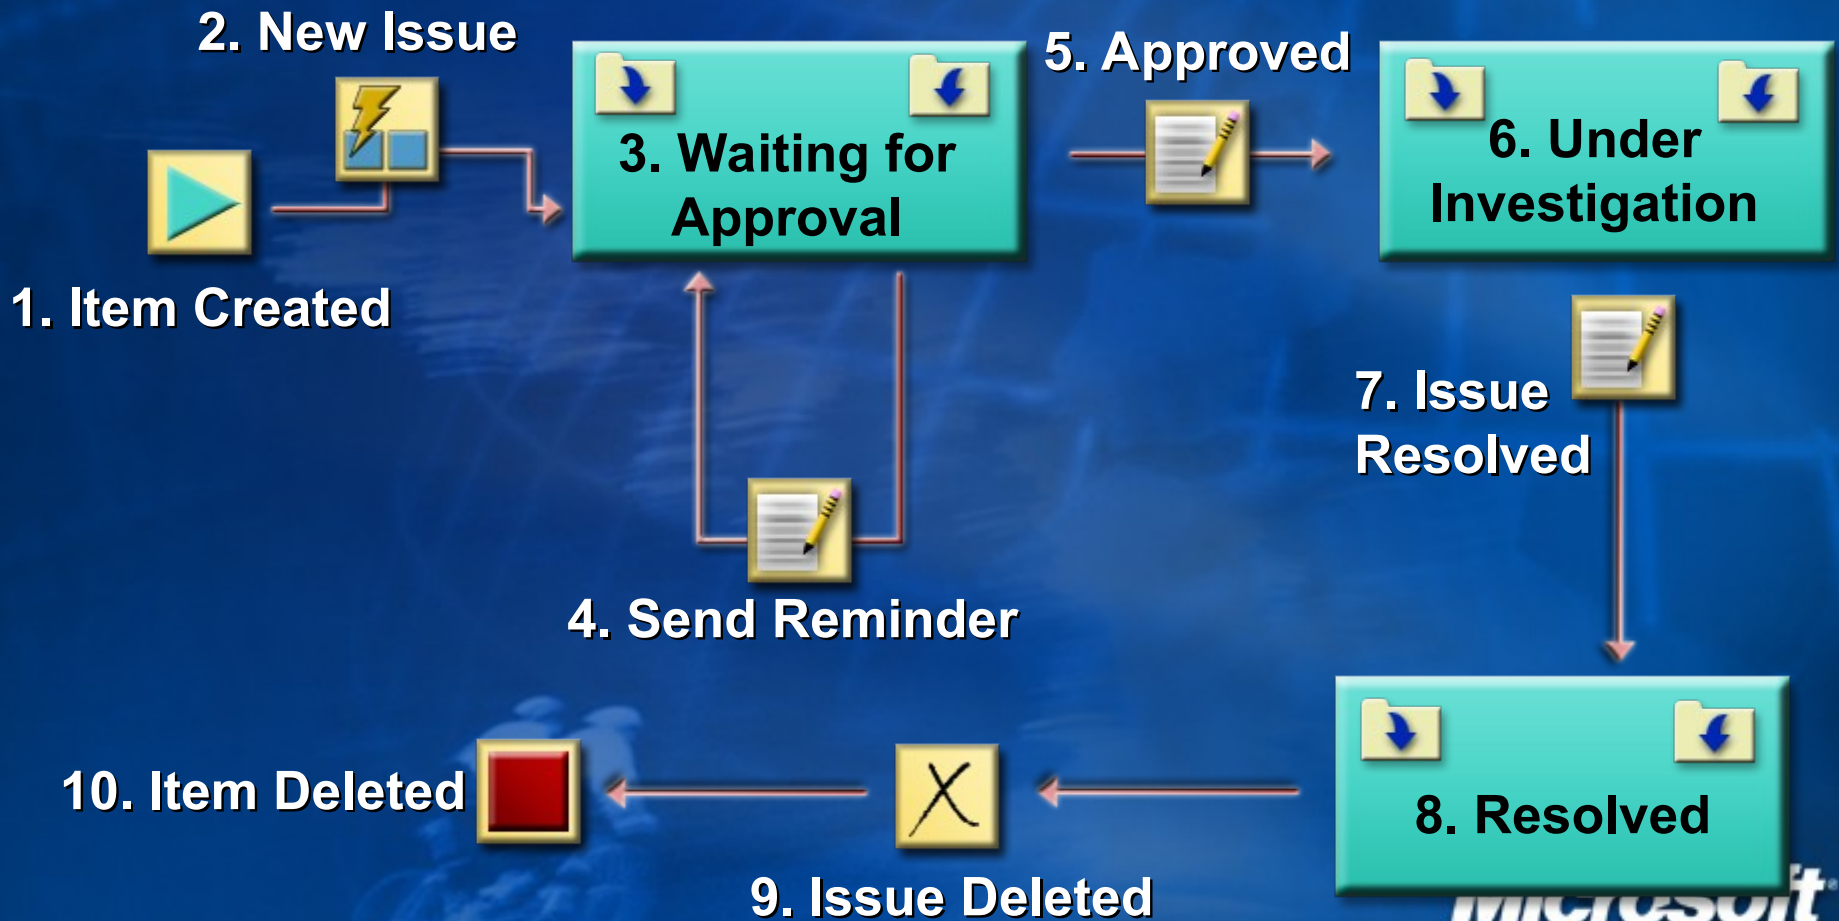 2. New Issue
5. Approved
3. Waiting for
Approval
6. Under
Investigation
1. Item Created
7. Issue
Resolved
4. Send Reminder
10. Item Deleted
8. Resolved
9. Issue Deleted
Microsoft